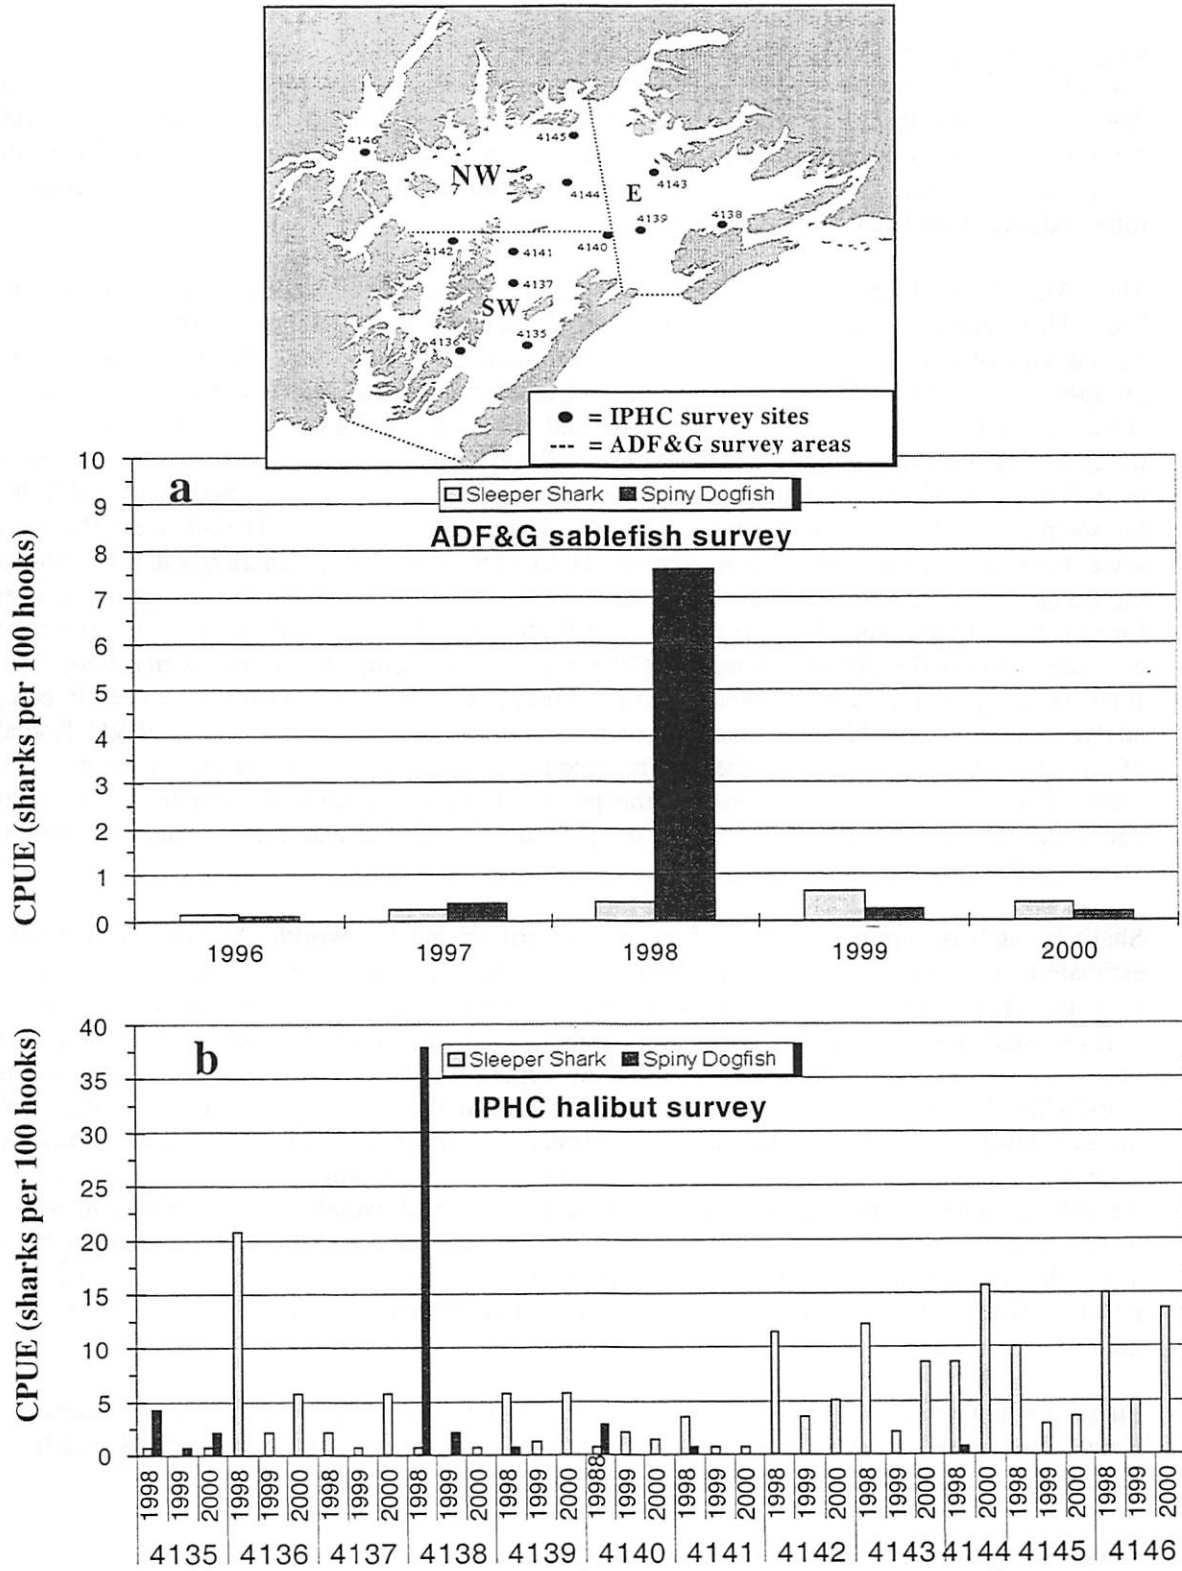 4145
4146
NW
7
4144
4143
E
4139
4138
4140
4142
4141
4137
SW
4136
4135
● = IPHC survey sites
--- = ADF&G survey areas
a
Sleeper Shark Spiny Dogfish
ADF&G sablefish survey
CPUE (sharks per 100 hooks)
10
9
8
7
6
5
4
3
2
1
0
1996 1997 1998 1999 2000
b
Sleeper Shark Spiny Dogfish
IPHC halibut survey
CPUE (sharks per 100 hooks)
40
35
30
25
20
15
10
5
0
1998 1999 2000 1998 1999 2000 1998 1999 2000 1998 1999 2000 1998 1999 2000 19988 1999 2000 1998 1999 2000 1998 1999 2000 1998 1999 2000 1998 2000 1998 1999 2000 1998 1999 2000
4135 4136 4137 4138 4139 4140 4141 4142 4143 4144 4145 4146